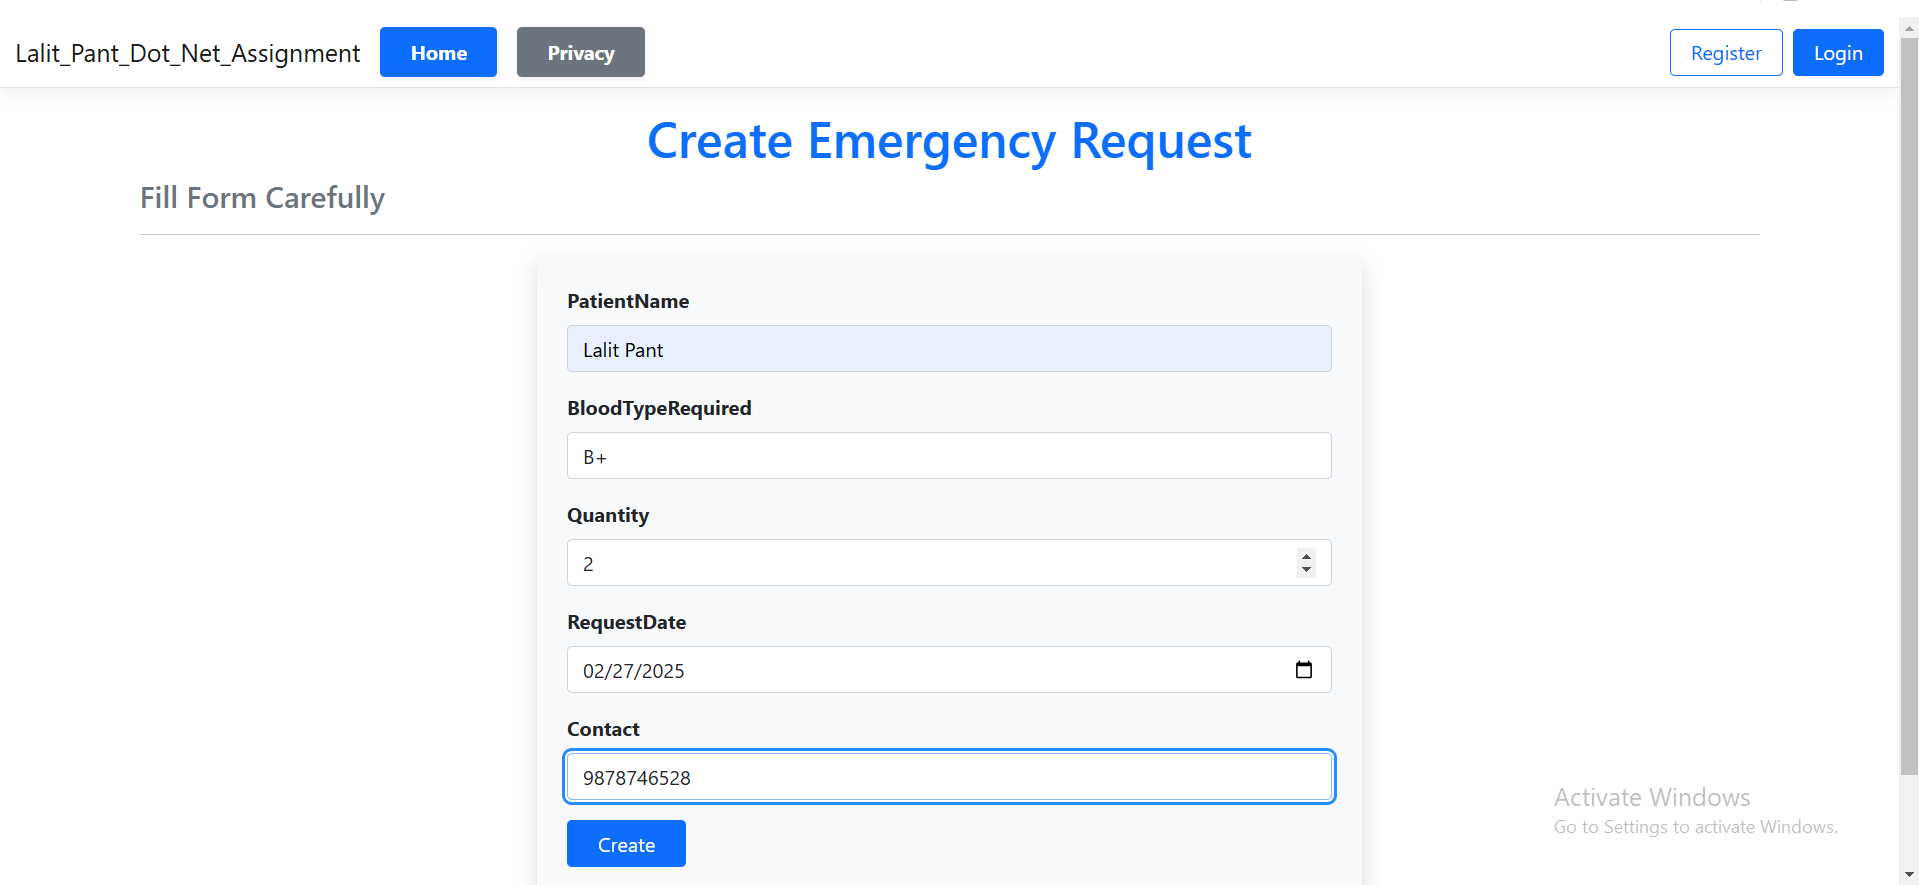 Lalit_Pant_Dot_Net_Assignment Home Privacy Register Login
Create Emergency Request
Fill Form Carefully
PatientName
Lalit Pant
BloodTypeRequired
B+
Quantity
2
RequestDate
02/27/2025
Contact
9878746528
Create
Activate Windows
Go to Settings to activate Windows.